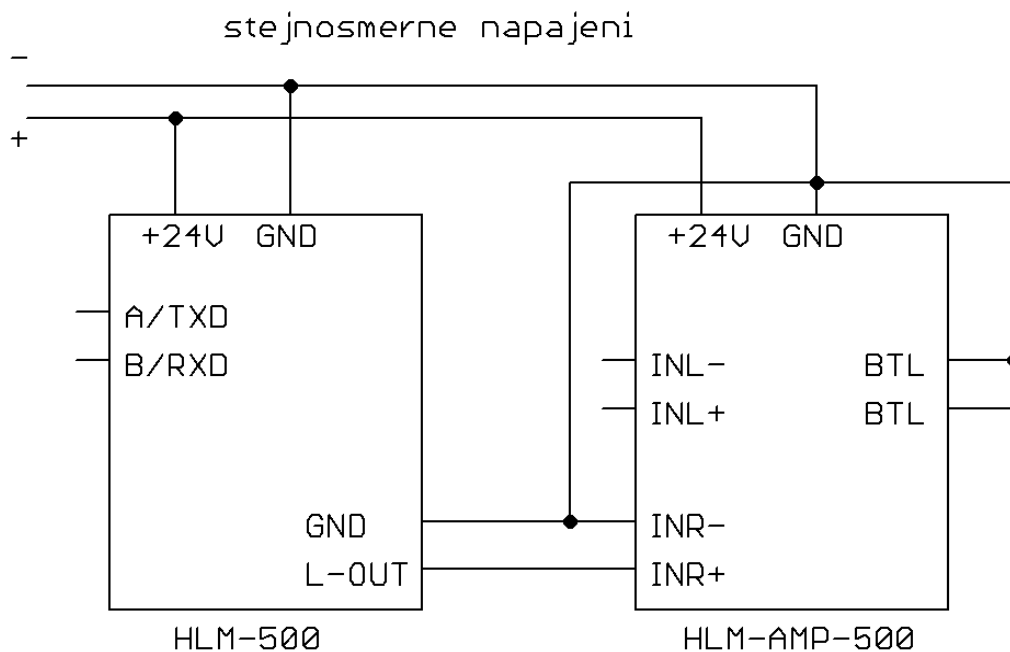 stejnosmerne napajeni
-
+
+24V GND
+24V GND
A/TXD
B/RXD
INL- BTL
INL+ BTL
GND
INR-
L-OUT
INR+
HLM-500
HLM-AMP-500